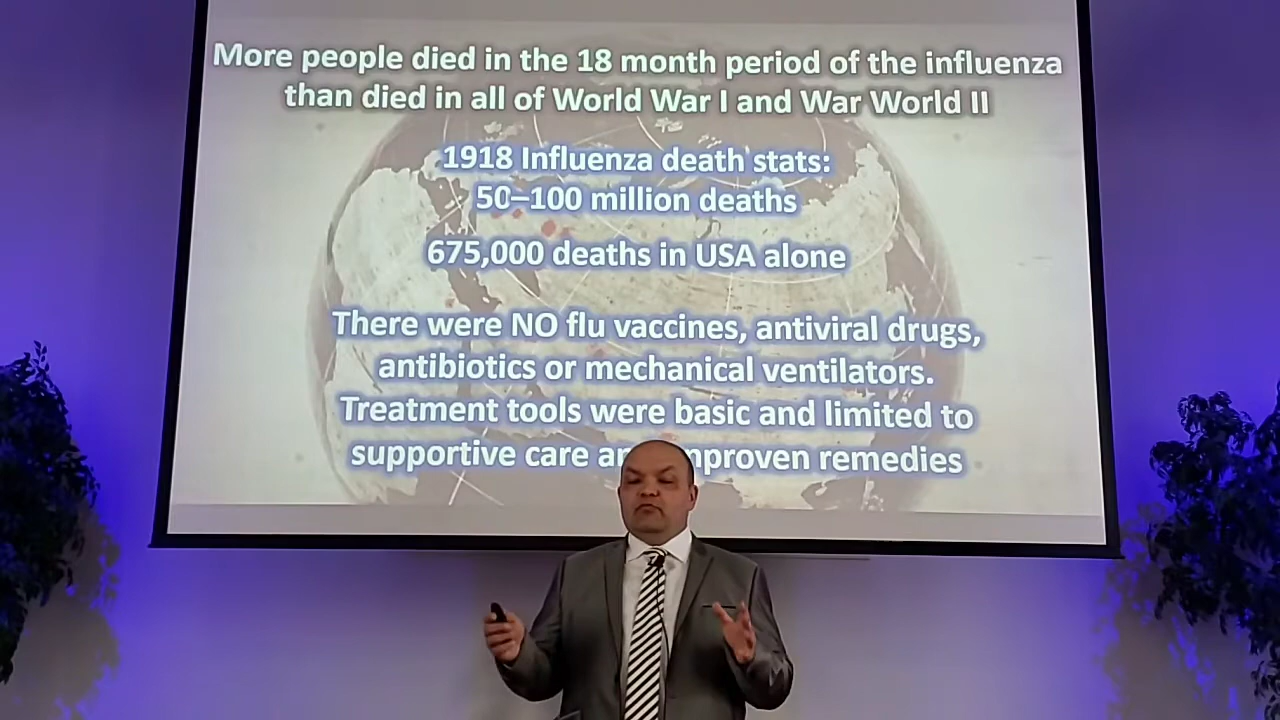 More people died in the 18 month period of the influenza
than died in all of World War I and War World II
1918 Influenza death stats:
50–100 million deaths
675,000 deaths in USA alone
There were NO flu vaccines, antiviral drugs,
antibiotics or mechanical ventilators.
Treatment tools were basic and limited to
supportive care remedies